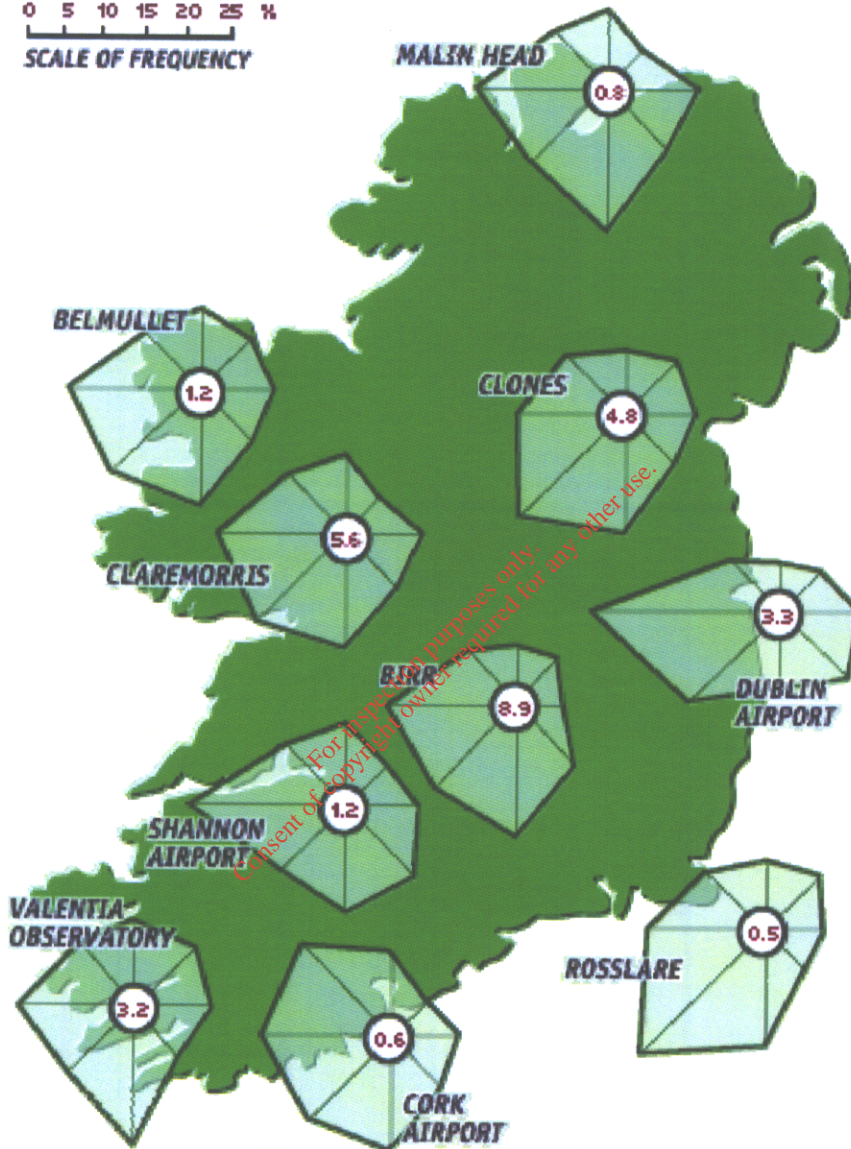 0 5 10 15 20 25 %
SCALE OF FREQUENCY
MALIN HEAD
0.8
BELMULLET
1.2
CLONES
4.8
CLAREMORRIS
5.6
3.3
DUBLIN
AIRPORT
BIRR
8.9
SHANNON
AIRPORT
1.2
VALENTIA
OBSERVATORY
3.2
ROSSLARE
0.5
0.6
CORK
AIRPORT
For inspection purposes only.
Consent of copyright owner required for any other use.